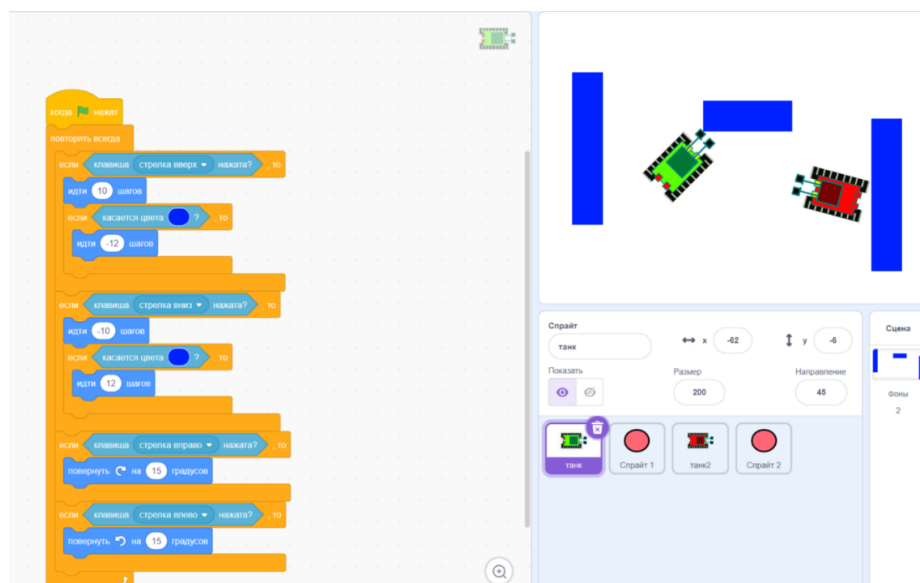 когда нажат
повторять всегда
если клавиша стрелка вверх нажата? , то
идти 10 шагов
если касается цвета ? , то
идти -12 шагов
если клавиша стрелка вниз нажата? , то
идти -10 шагов
если касается цвета ? , то
идти 12 шагов
если клавиша стрелка вправо нажата? , то
повернуть на 15 градусов
если клавиша стрелка влево нажата? , то
повернуть на 15 градусов
Спрайт
танк
x -62
y -6
Показать
Размер
200
Направление
45
танк
Спрайт 1
танк2
Спрайт 2
Сцена
Фоны
2